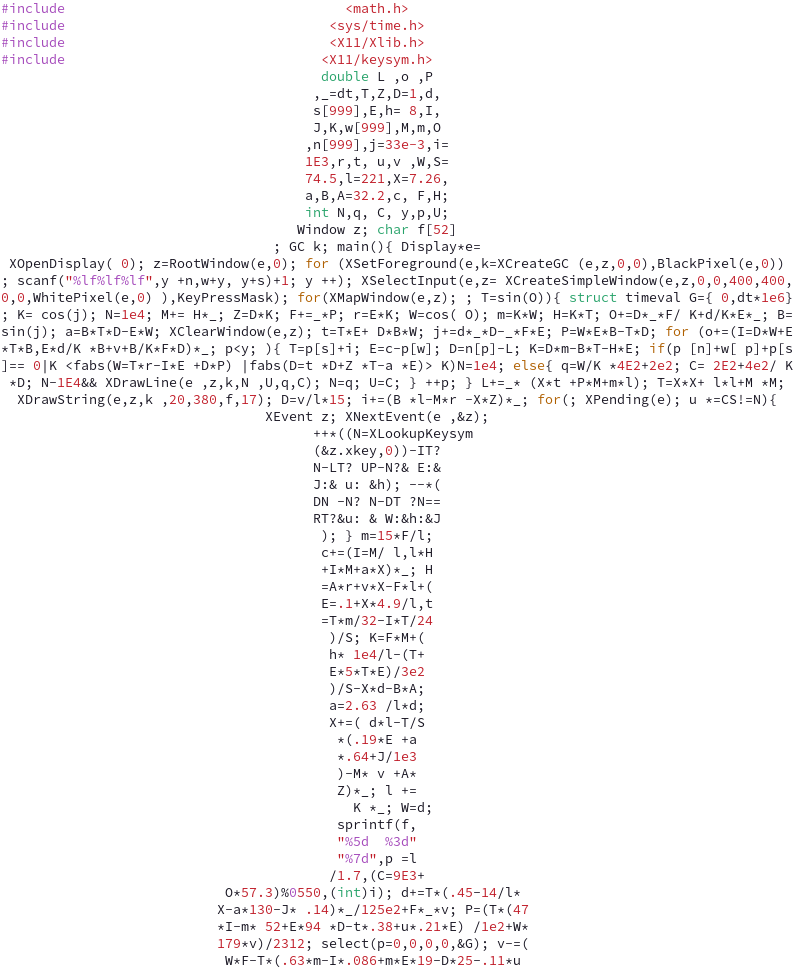 #include <math.h>
#include <sys/time.h>
#include <X11/Xlib.h>
#include <X11/keysym.h>
double L ,o ,P
,_=dt,T,Z,D=1,d,
s[999],E,h= 8,I,
J,K,w[999],M,m,O
,n[999],j=33e-3,i=
1E3,r,t, u,v ,W,S=
74.5,l=221,X=7.26,
a,B,A=32.2,c, F,H;
int N,q, C, y,p,U;
Window z; char f[52]
; GC k; main(){ Display*e=
XOpenDisplay( 0); z=RootWindow(e,0); for (XSetForeground(e,k=XCreateGC (e,z,0,0),BlackPixel(e,0))
; scanf("%lf%lf%lf",y +n,w+y, y+s)+1; y ++); XSelectInput(e,z= XCreateSimpleWindow(e,z,0,0,400,400,
0,0,WhitePixel(e,0) ),KeyPressMask); for(XMapWindow(e,z); ; T=sin(O)){ struct timeval G={ 0,dt*1e6}
; K= cos(j); N=1e4; M+= H*_; Z=D*K; F+=_*P; r=E*K; W=cos( O); m=K*W; H=K*T; O+=D*_*F/ K+d/K*E*_; B=
sin(j); a=B*T*D-E*W; XClearWindow(e,z); t=T*E+ D*B*W; j+=d*_*D-_*F*E; P=W*E*B-T*D; for (o+=(I=D*W+E
*T*B,E*d/K *B+v+B/K*F*D)*_; p<y; ){ T=p[s]+i; E=c-p[w]; D=n[p]-L; K=D*m-B*T-H*E; if(p [n]+w[ p]+p[s
]== 0|K <fabs(W=T*r-I*E +D*P) |fabs(D=t *D+Z *T-a *E)> K)N=1e4; else{ q=W/K *4E2+2e2; C= 2E2+4e2/ K
*D; N-1E4&& XDrawLine(e ,z,k,N ,U,q,C); N=q; U=C; } ++p; } L+=_* (X*t +P*M+m*l); T=X*X+ l*l+M *M;
XDrawString(e,z,k ,20,380,f,17); D=v/l*15; i+=(B *l-M*r -X*Z)*_; for(; XPending(e); u *=CS!=N){
XEvent z; XNextEvent(e ,&z);
++*((N=XLookupKeysym
(&z.xkey,0))-IT?
N-LT? UP-N?& E:&
J:& u: &h); --*(
DN -N? N-DT ?N==
RT?&u: & W:&h:&J
); } m=15*F/l;
c+=(I=M/ l,l*H
+I*M+a*X)*_; H
=A*r+v*X-F*l+(
E=.1+X*4.9/l,t
=T*m/32-I*T/24
)/S; K=F*M+(
h* 1e4/l-(T+
E*5*T*E)/3e2
)/S-X*d-B*A;
a=2.63 /l*d;
X+=( d*l-T/S
*(.19*E +a
*.64+J/1e3
)-M* v +A*
Z)*_; l +=
K *_; W=d;
sprintf(f,
"%5d  %3d"
"%7d",p =l
/1.7,(C=9E3+
O*57.3)%0550,(int)i); d+=T*(.45-14/l*
X-a*130-J* .14)*_/125e2+F*_*v; P=(T*(47
*I-m* 52+E*94 *D-t*.38+u*.21*E) /1e2+W*
179*v)/2312; select(p=0,0,0,0,&G); v-=(
W*F-T*(.63*m-I*.086+m*E*19-D*25-.11*u